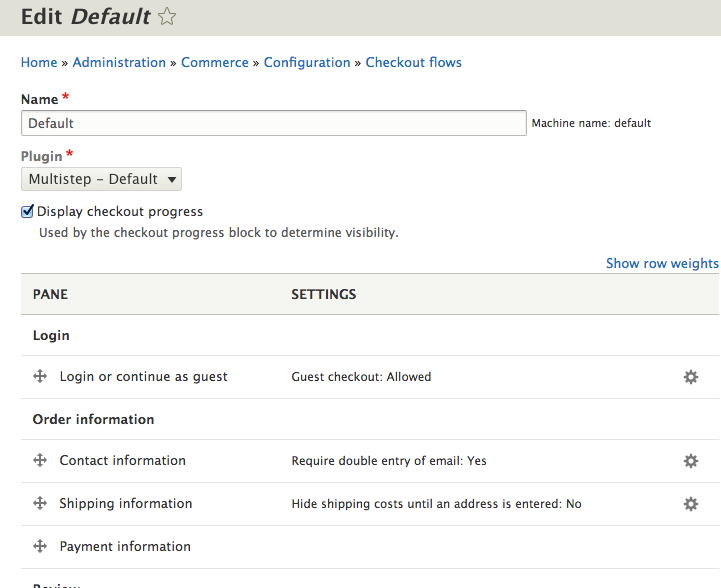 Edit Default
Home » Administration » Commerce » Configuration » Checkout flows
Name *
Default
Machine name: default
Plugin *
Multistep - Default
Display checkout progress
Used by the checkout progress block to determine visibility.
Show row weights
PANE SETTINGS
Login
Login or continue as guest Guest checkout: Allowed
Order information
Contact information Require double entry of email: Yes
Shipping information Hide shipping costs until an address is entered: No
Payment information
Review